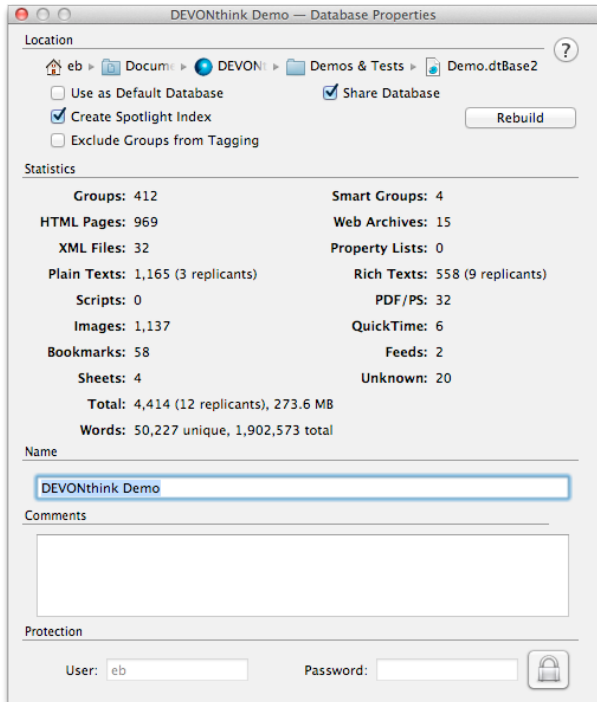 DEVONthink Demo — Database Properties
Location
?
eb ▸ Docum ▸ DEVONt ▸ Demos & Tests ▸ Demo.dtBase2
Use as Default Database Share Database
Create Spotlight Index Rebuild
Exclude Groups from Tagging
Statistics
Groups: 412 Smart Groups: 4
HTML Pages: 969 Web Archives: 15
XML Files: 32 Property Lists: 0
Plain Texts: 1,165 (3 replicants) Rich Texts: 558 (9 replicants)
Scripts: 0 PDF/PS: 32
Images: 1,137 QuickTime: 6
Bookmarks: 58 Feeds: 2
Sheets: 4 Unknown: 20
Total: 4,414 (12 replicants), 273.6 MB
Words: 50,227 unique, 1,902,573 total
Name
DEVONthink Demo
Comments
Protection
User: eb Password: